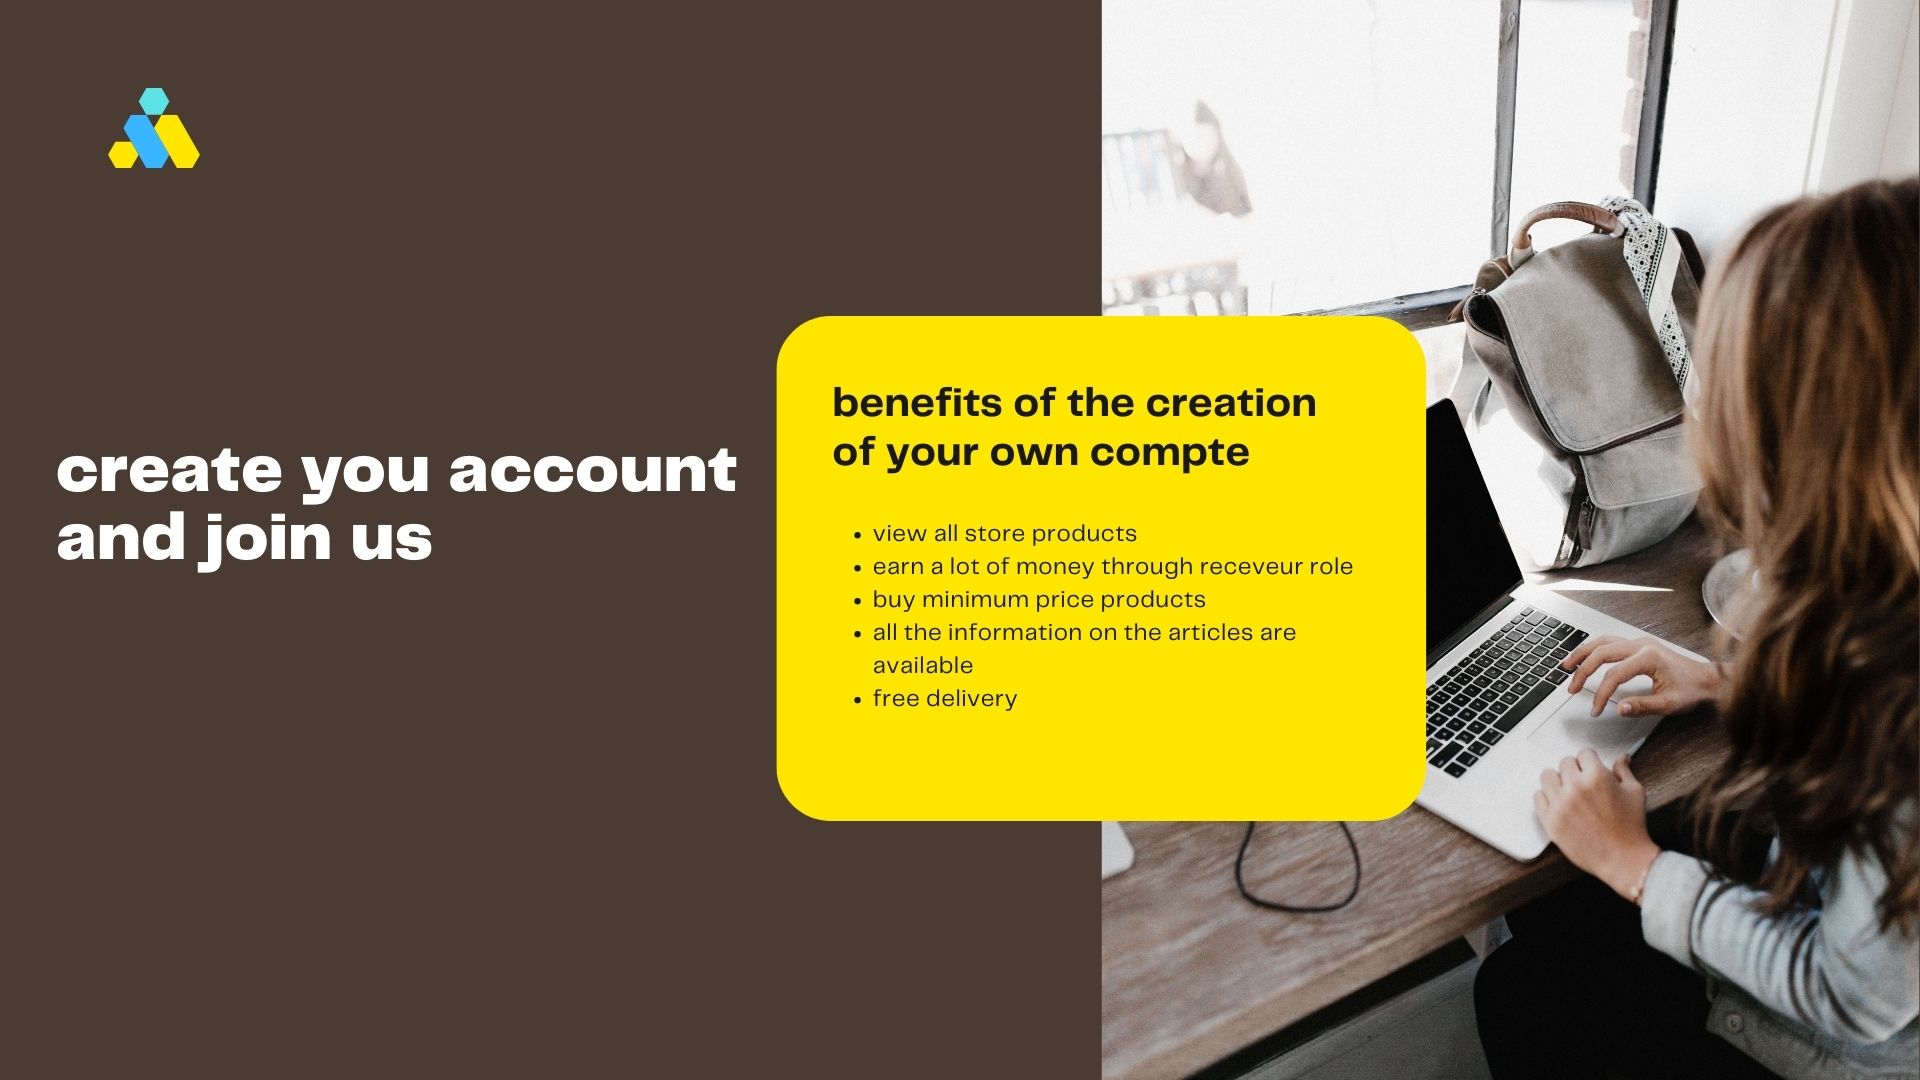 create you account
and join us
benefits of the creation
of your own compte
• view all store products
• earn a lot of money through receveur role
• buy minimum price products
• all the information on the articles are
available
• free delivery